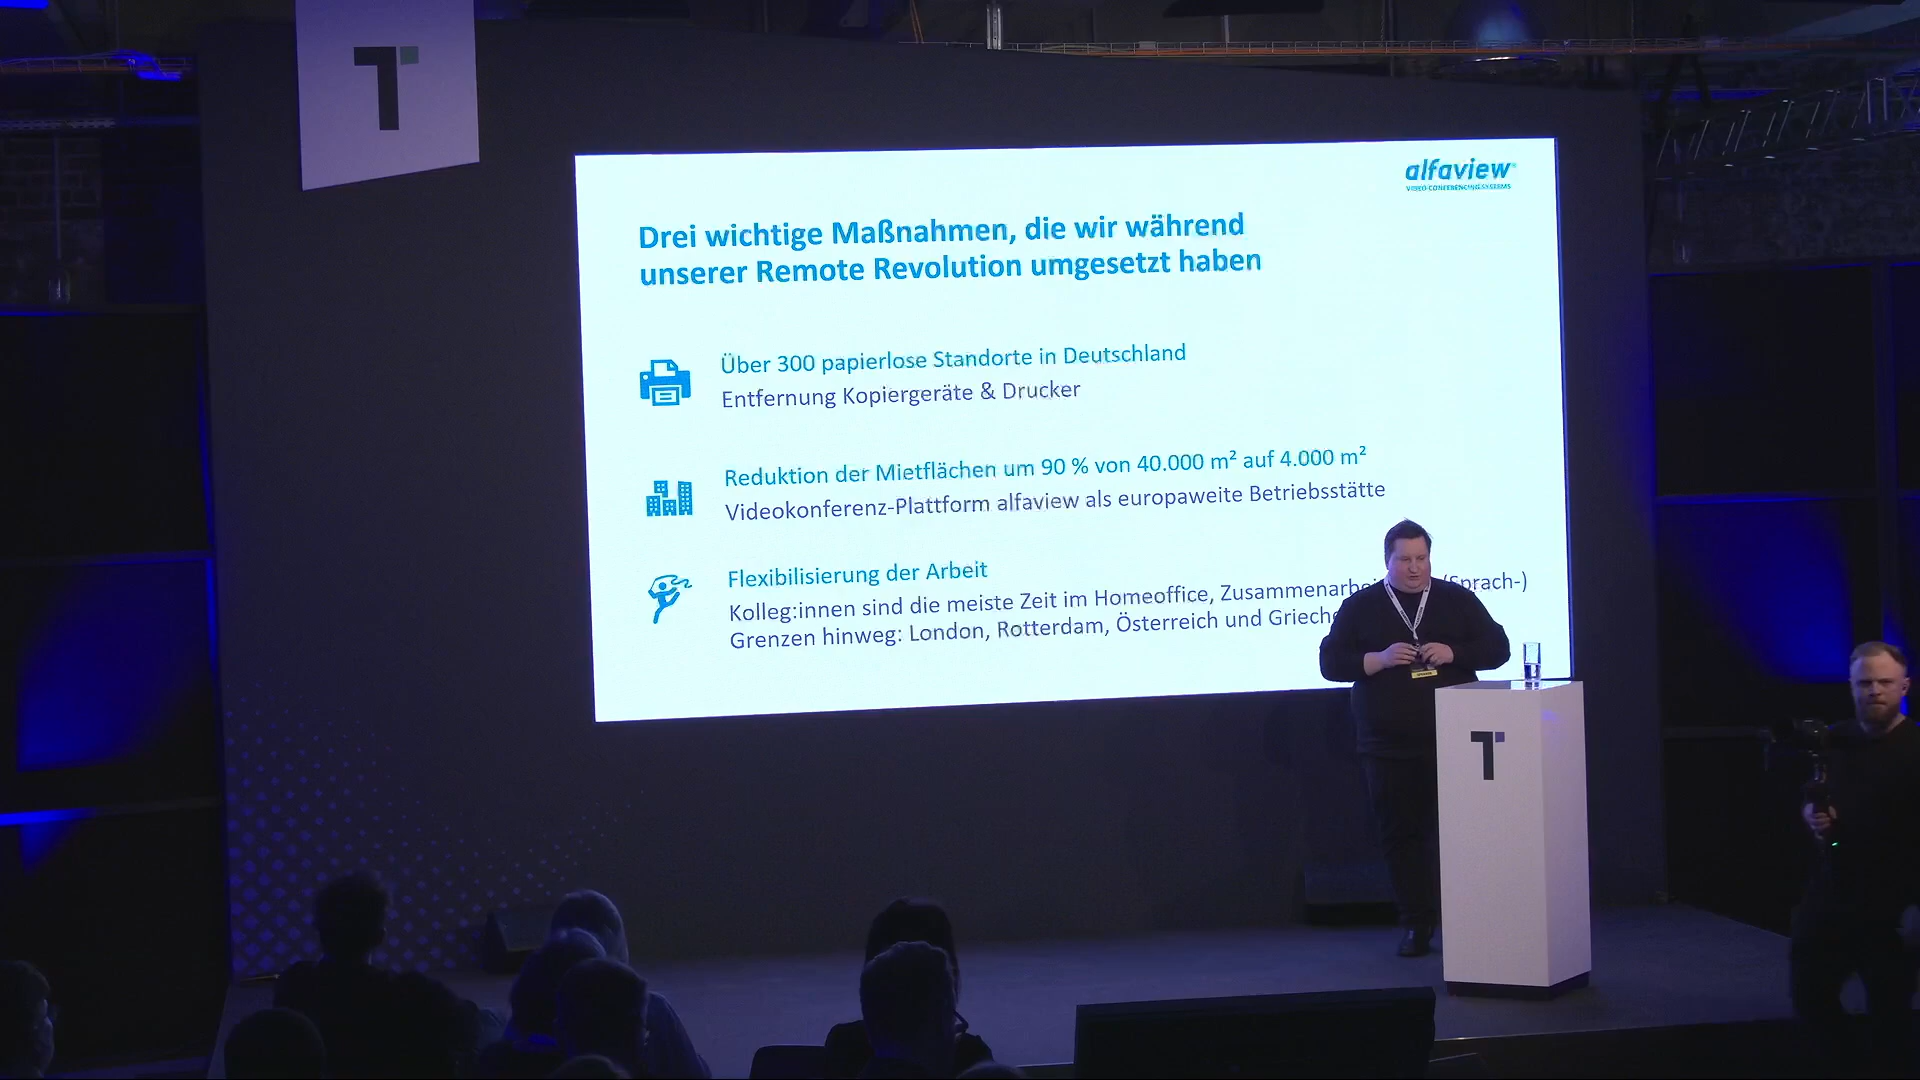 T
alfaview
VIDEO CONFERENCING SYSTEMS
Drei wichtige Maßnahmen, die wir während
unserer Remote Revolution umgesetzt haben
Über 300 papierlose Standorte in Deutschland
Entfernung Kopiergeräte & Drucker
Reduktion der Mietflächen um 90 % von 40.000 m² auf 4.000 m²
Videokonferenz-Plattform alfaview als europaweite Betriebsstätte
Flexibilisierung der Arbeit
Kolleg:innen sind die meiste Zeit im Homeoffice, (Sprach-)
Grenzen hinweg: London, Rotterdam, Österreich und
T